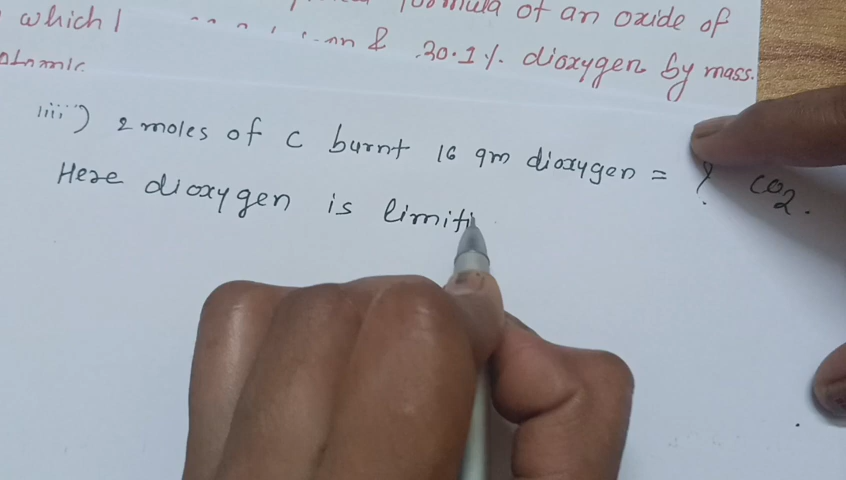 which formula of an oxide of
& 30.1% dioxygen by mass.
iiii) 2 moles of C burnt 16 gm dioxygen = ? CO2.
Here dioxygen is limiti